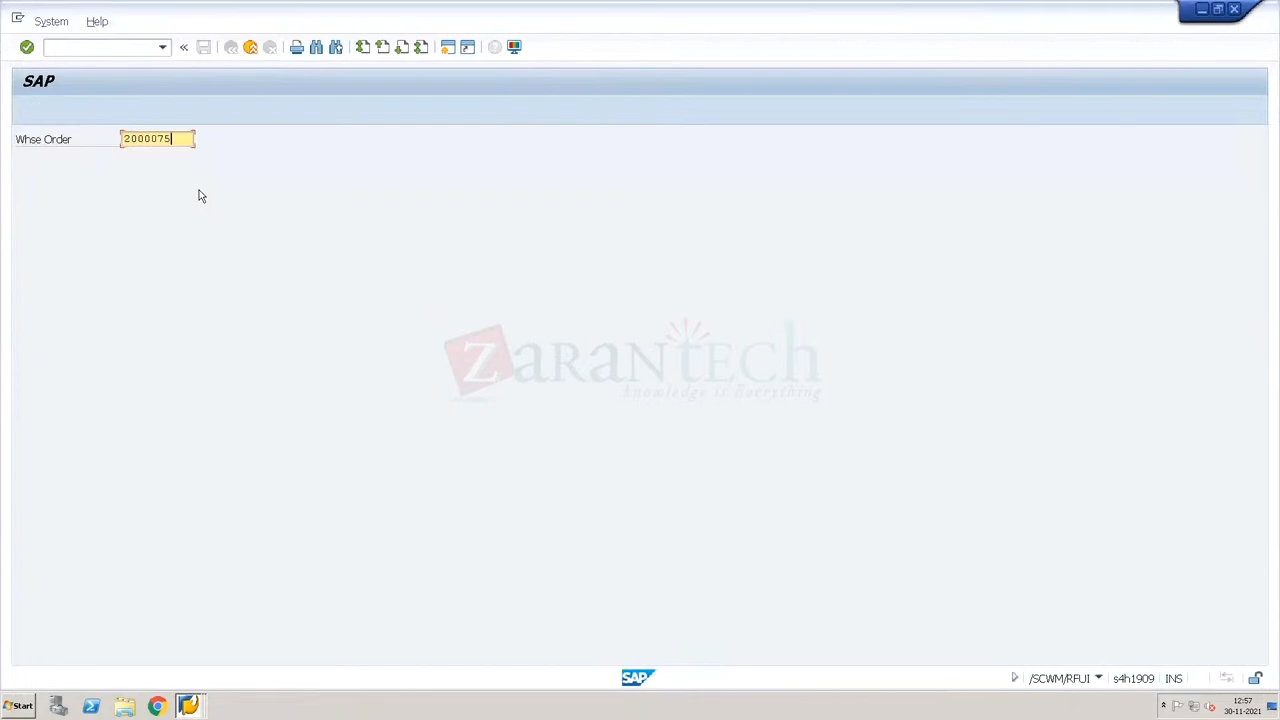 System Help
SAP
Whse Order 2000075
ZARANTECH
knowledge is Everything
SAP
/SCWM/RFUI s4h1909 INS
Start
12:57
30-11-2021